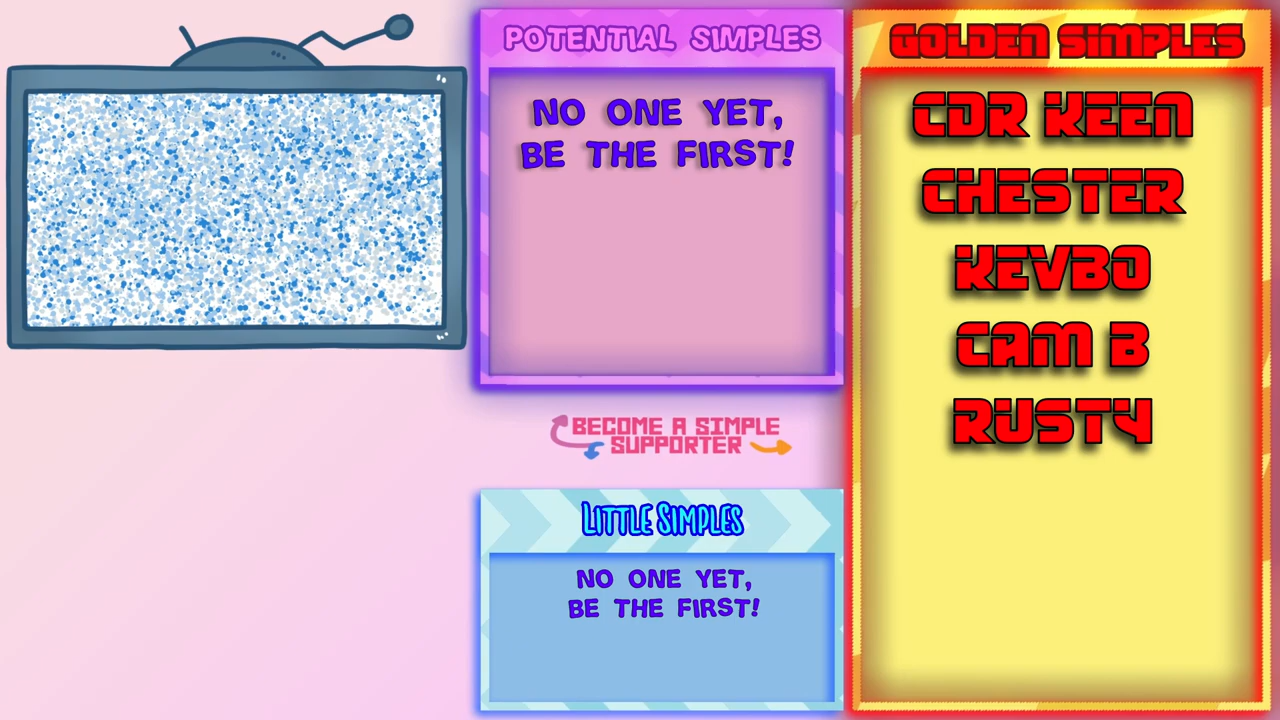 POTENTIAL SIMPLES
NO ONE YET,
BE THE FIRST!
BECOME A SIMPLE
SUPPORTER
LITTLE SIMPLES
NO ONE YET,
BE THE FIRST!
GOLDEN SIMPLES
CDR KEEN
CHESTER
KEVBO
CAM B
RUSTY